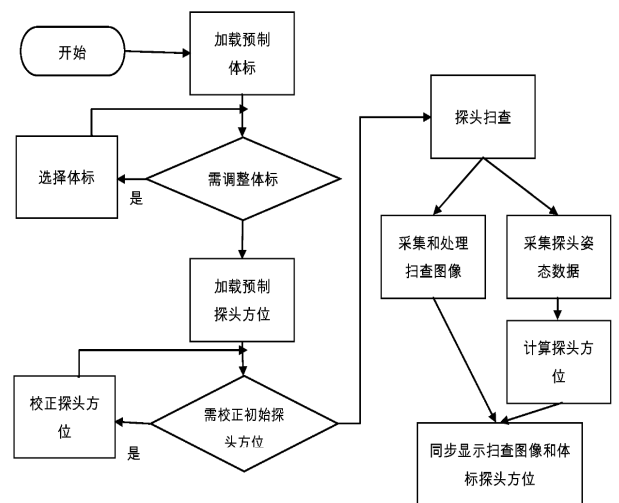 开始
加载预制
体标
选择体标
是
需调整体标
加载预制
探头方位
校正探头方
位
是
需校正初始探
头方位
探头扫查
采集和处理
扫查图像
采集探头姿
态数据
计算探头方
位
同步显示扫查图像和体
标探头方位